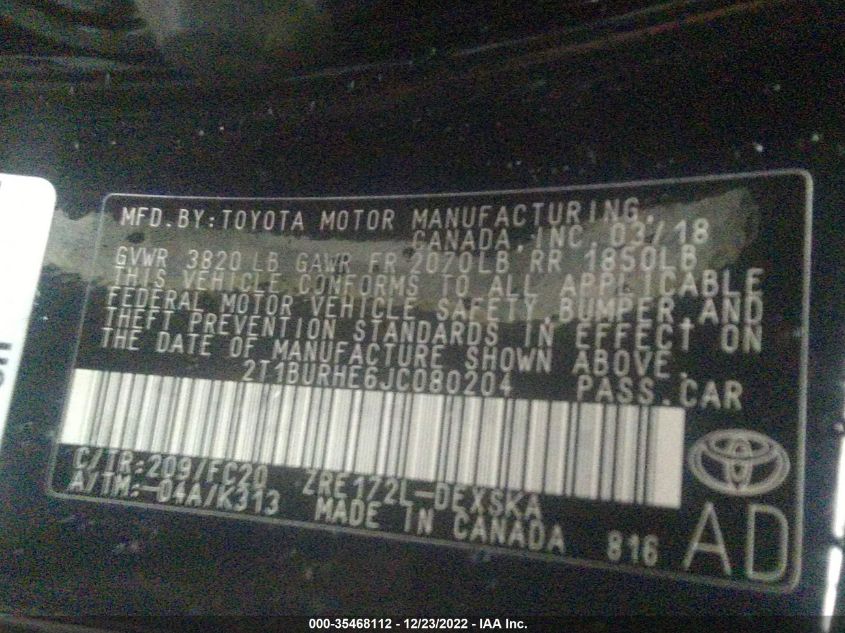 MFD.BY:TOYOTA MOTOR MANUFACTURING.
CANADA,INC. 03/18
GVWR 3820 LB GAWR FR 2070LB RR 1850LB
THIS VEHICLE CONFORMS TO ALL APPLICABLE
FEDERAL MOTOR VEHICLE SAFETY BUMPER,AND
THEFT PREVENTION STANDARDS IN EFFECT ON
THE DATE OF MANUFACTURE SHOWN ABOVE.
2T1BURHE6JC080204 PASS.CAR
C/TR:209/FC20 ZRE172L-DEXSKA
A/TM:-04A/K313 MADE IN CANADA 816
AD
000-35468112 - 12/23/2022 - IAA Inc.